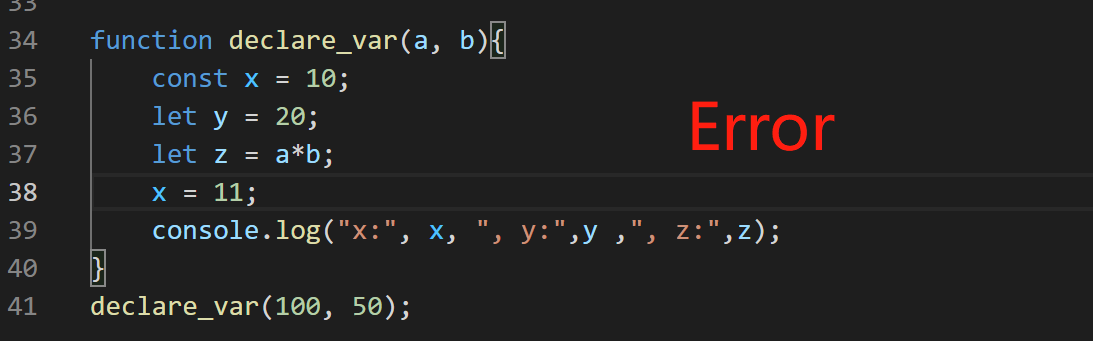 33
34 function declare_var(a, b){
35 const x = 10;
36 let y = 20;
37 let z = a*b;
Error
38 x = 11;
39 console.log("x:", x, ", y:",y ,", z:",z);
40 }
41 declare_var(100, 50);